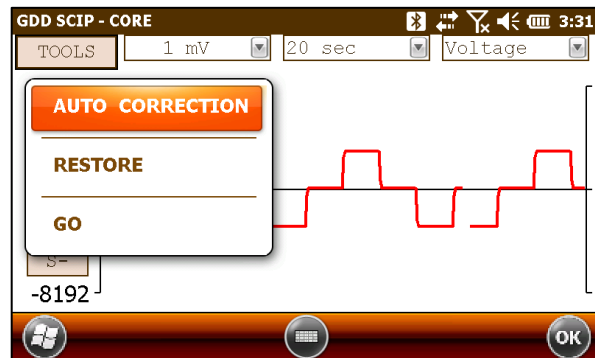 GDD SCIP - CORE 3:31
TOOLS 1 mV 20 sec Voltage
AUTO CORRECTION
RESTORE
GO
S-
-8192
OK